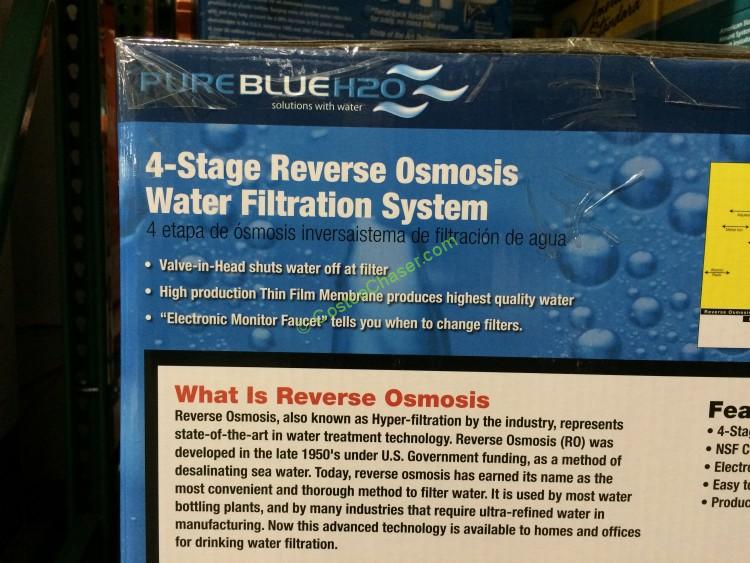 PUREBLUEH2O
solutions with water
4-Stage Reverse Osmosis
Water Filtration System
4 etapa de ósmosis inversaistema de filtración de agua
• Valve-in-Head shuts water off at filter
• High production Thin Film Membrane produces highest quality water
• “Electronic Monitor Faucet” tells you when to change filters.
© CostcoChaser.com
What Is Reverse Osmosis
Reverse Osmosis, also known as Hyper-filtration by the industry, represents
state-of-the-art in water treatment technology. Reverse Osmosis (RO) was
developed in the late 1950's under U.S. Government funding, as a method of
desalinating sea water. Today, reverse osmosis has earned its name as the
most convenient and thorough method to filter water. It is used by most water
bottling plants, and by many industries that require ultra-refined water in
manufacturing. Now this advanced technology is available to homes and offices
for drinking water filtration.
Reverse Osmosis
Fea
• 4-Sta
• NSF C
• Electr
• Easy t
• Produc